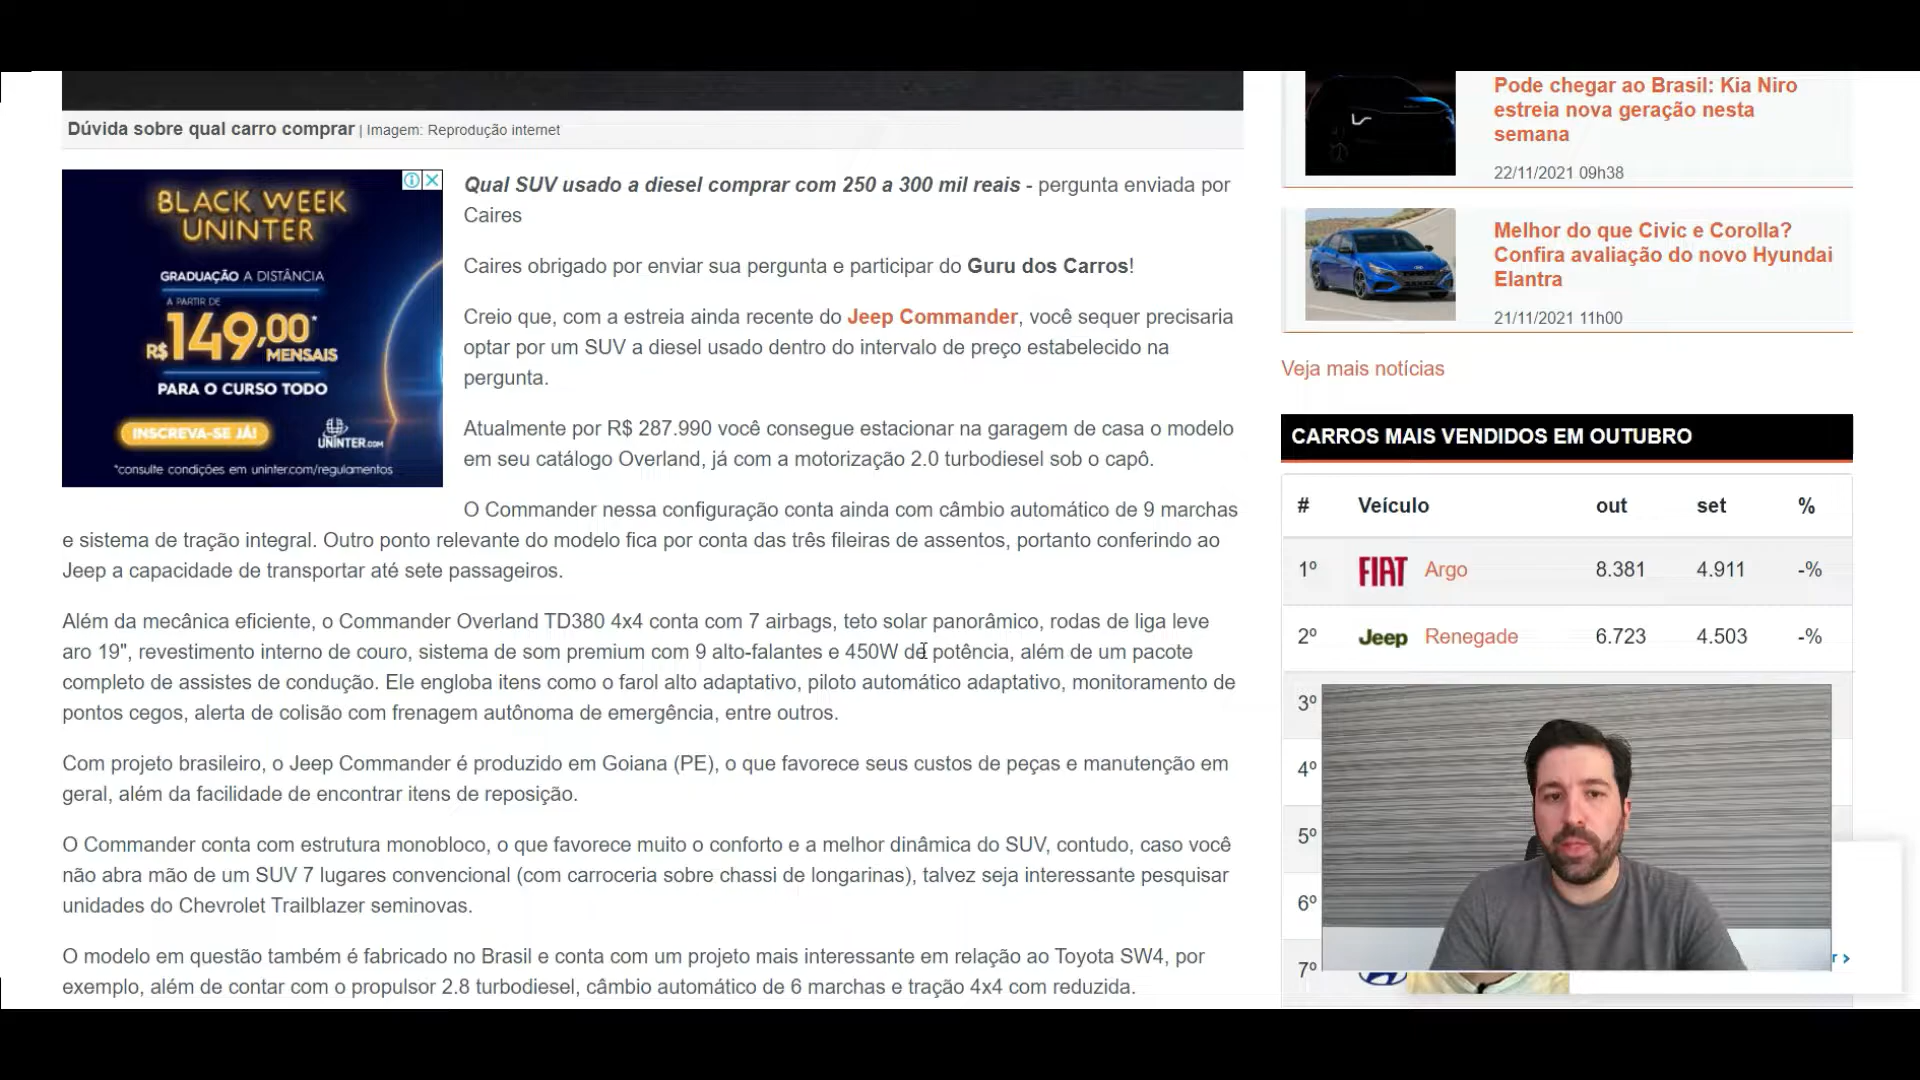 Dúvida sobre qual carro comprar | Imagem: Reprodução internet
BLACK WEEK
UNINTER
GRADUAÇÃO A DISTÂNCIA
A PARTIR DE
R$ 149,00*
MENSAIS
PARA O CURSO TODO
INSCREVA-SE JÁ!
UNINTER.COM
*consulte condições em uninter.com/regulamentos
Qual SUV usado a diesel comprar com 250 a 300 mil reais - pergunta enviada por
Caires
Caires obrigado por enviar sua pergunta e participar do Guru dos Carros!
Creio que, com a estreia ainda recente do Jeep Commander, você sequer precisaria
optar por um SUV a diesel usado dentro do intervalo de preço estabelecido na
pergunta.
Atualmente por R$ 287.990 você consegue estacionar na garagem de casa o modelo
em seu catálogo Overland, já com a motorização 2.0 turbodiesel sob o capô.
O Commander nessa configuração conta ainda com câmbio automático de 9 marchas
e sistema de tração integral. Outro ponto relevante do modelo fica por conta das três fileiras de assentos, portanto conferindo ao
Jeep a capacidade de transportar até sete passageiros.
Além da mecânica eficiente, o Commander Overland TD380 4x4 conta com 7 airbags, teto solar panorâmico, rodas de liga leve
aro 19", revestimento interno de couro, sistema de som premium com 9 alto-falantes e 450W de potência, além de um pacote
completo de assistes de condução. Ele engloba itens como o farol alto adaptativo, piloto automático adaptativo, monitoramento de
pontos cegos, alerta de colisão com frenagem autônoma de emergência, entre outros.
Com projeto brasileiro, o Jeep Commander é produzido em Goiana (PE), o que favorece seus custos de peças e manutenção em
geral, além da facilidade de encontrar itens de reposição.
O Commander conta com estrutura monobloco, o que favorece muito o conforto e a melhor dinâmica do SUV, contudo, caso você
não abra mão de um SUV 7 lugares convencional (com carroceria sobre chassi de longarinas), talvez seja interessante pesquisar
unidades do Chevrolet Trailblazer seminovas.
O modelo em questão também é fabricado no Brasil e conta com um projeto mais interessante em relação ao Toyota SW4, por
exemplo, além de contar com o propulsor 2.8 turbodiesel, câmbio automático de 6 marchas e tração 4x4 com reduzida.
Pode chegar ao Brasil: Kia Niro
estreia nova geração nesta
semana
22/11/2021 09h38
Melhor do que Civic e Corolla?
Confira avaliação do novo Hyundai
Elantra
21/11/2021 11h00
Veja mais notícias
CARROS MAIS VENDIDOS EM OUTUBRO
# Veículo out set %
1º FIAT Argo 8.381 4.911 -%
2º Jeep Renegade 6.723 4.503 -%
3º
4º
5º
6º
7º